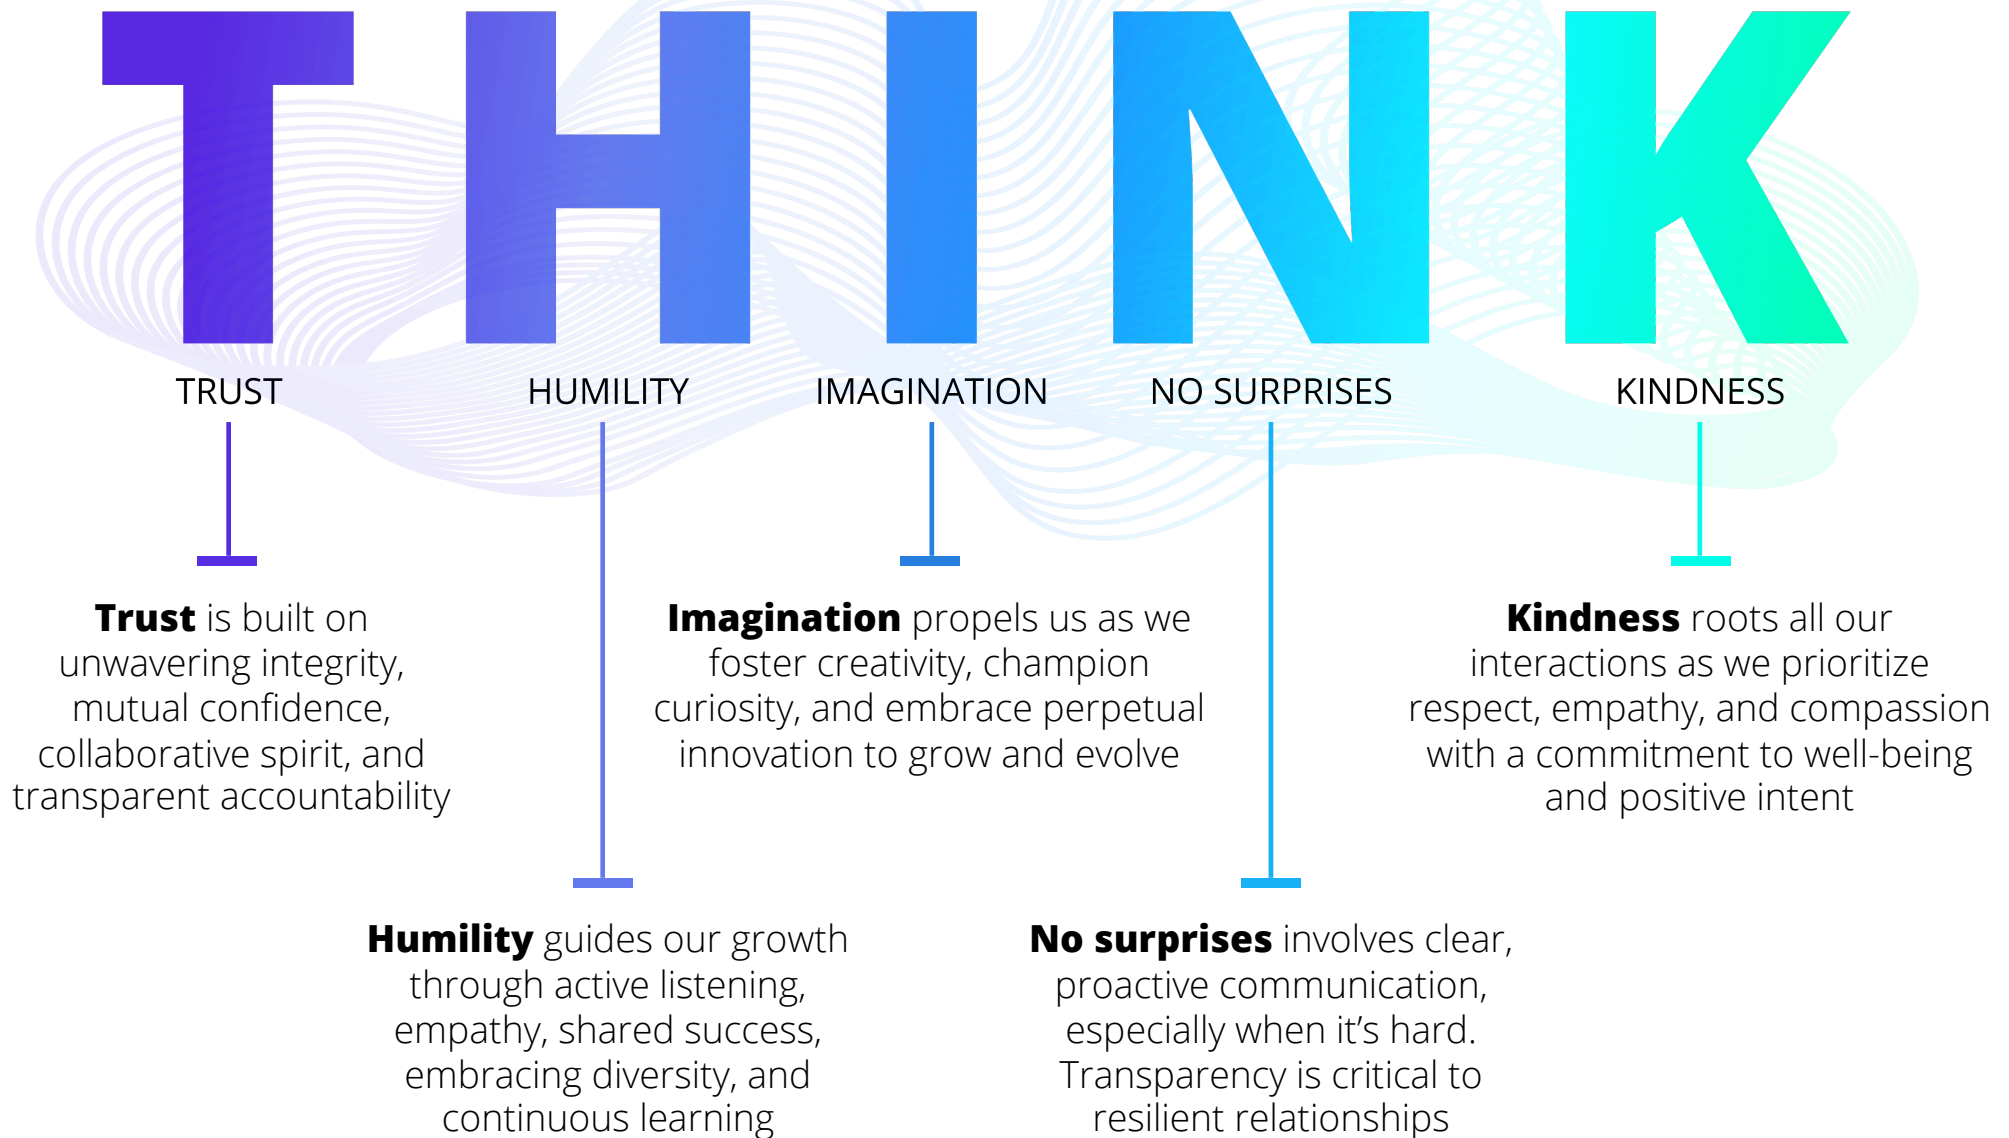 THINK
TRUST
HUMILITY
IMAGINATION
NO SURPRISES
KINDNESS
Trust is built on
unwavering integrity,
mutual confidence,
collaborative spirit, and
transparent accountability
Humility guides our growth
through active listening,
empathy, shared success,
embracing diversity, and
continuous learning
Imagination propels us as we
foster creativity, champion
curiosity, and embrace perpetual
innovation to grow and evolve
No surprises involves clear,
proactive communication,
especially when it’s hard.
Transparency is critical to
resilient relationships
Kindness roots all our
interactions as we prioritize
respect, empathy, and compassion
with a commitment to well-being
and positive intent